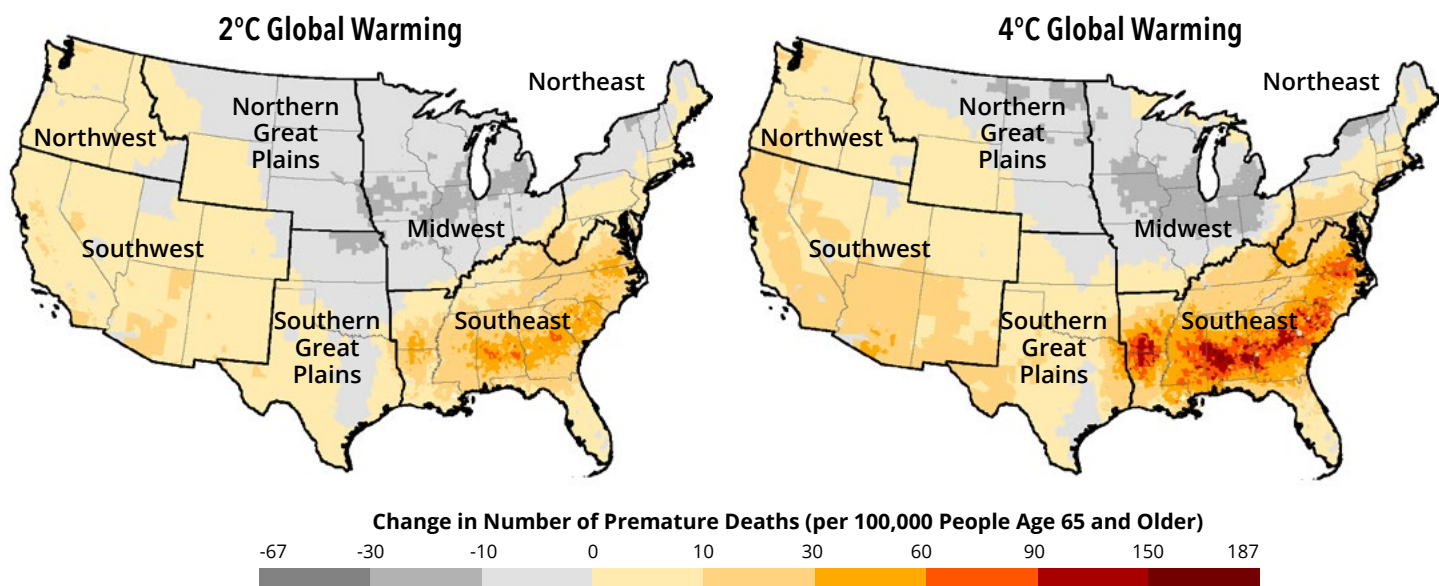 2°C Global Warming
Northeast
Northern
Great
Plains
Northwest
Midwest
Southwest
Southern
Great
Plains
Southeast
4°C Global Warming
Northeast
Northern
Great
Plains
Northwest
Midwest
Southwest
Southern
Great
Plains
Southeast
Change in Number of Premature Deaths (per 100,000 People Age 65 and Older)
-67 -30 -10 0 10 30 60 90 150 187